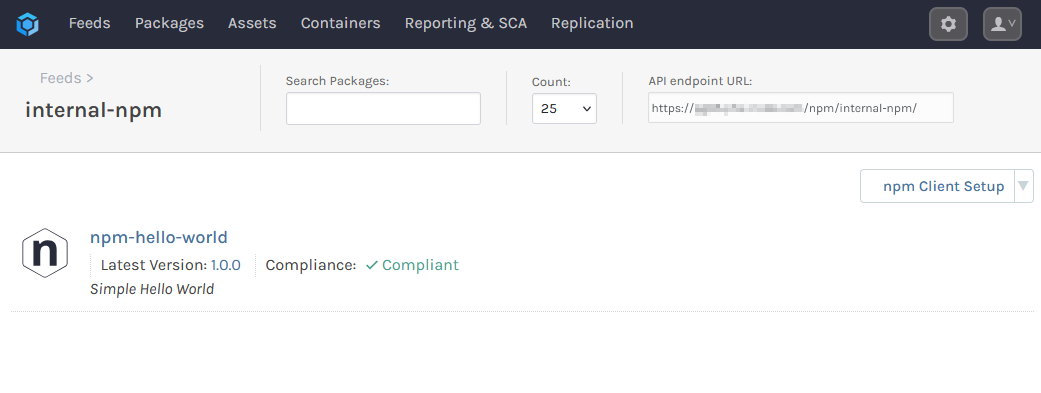 Feeds Packages Assets Containers Reporting & SCA Replication
Feeds >
internal-npm
Search Packages:
Count:
25
API endpoint URL:
https:// /npm/internal-npm/
npm Client Setup
n
npm-hello-world
Latest Version: 1.0.0 Compliance: Compliant
Simple Hello World